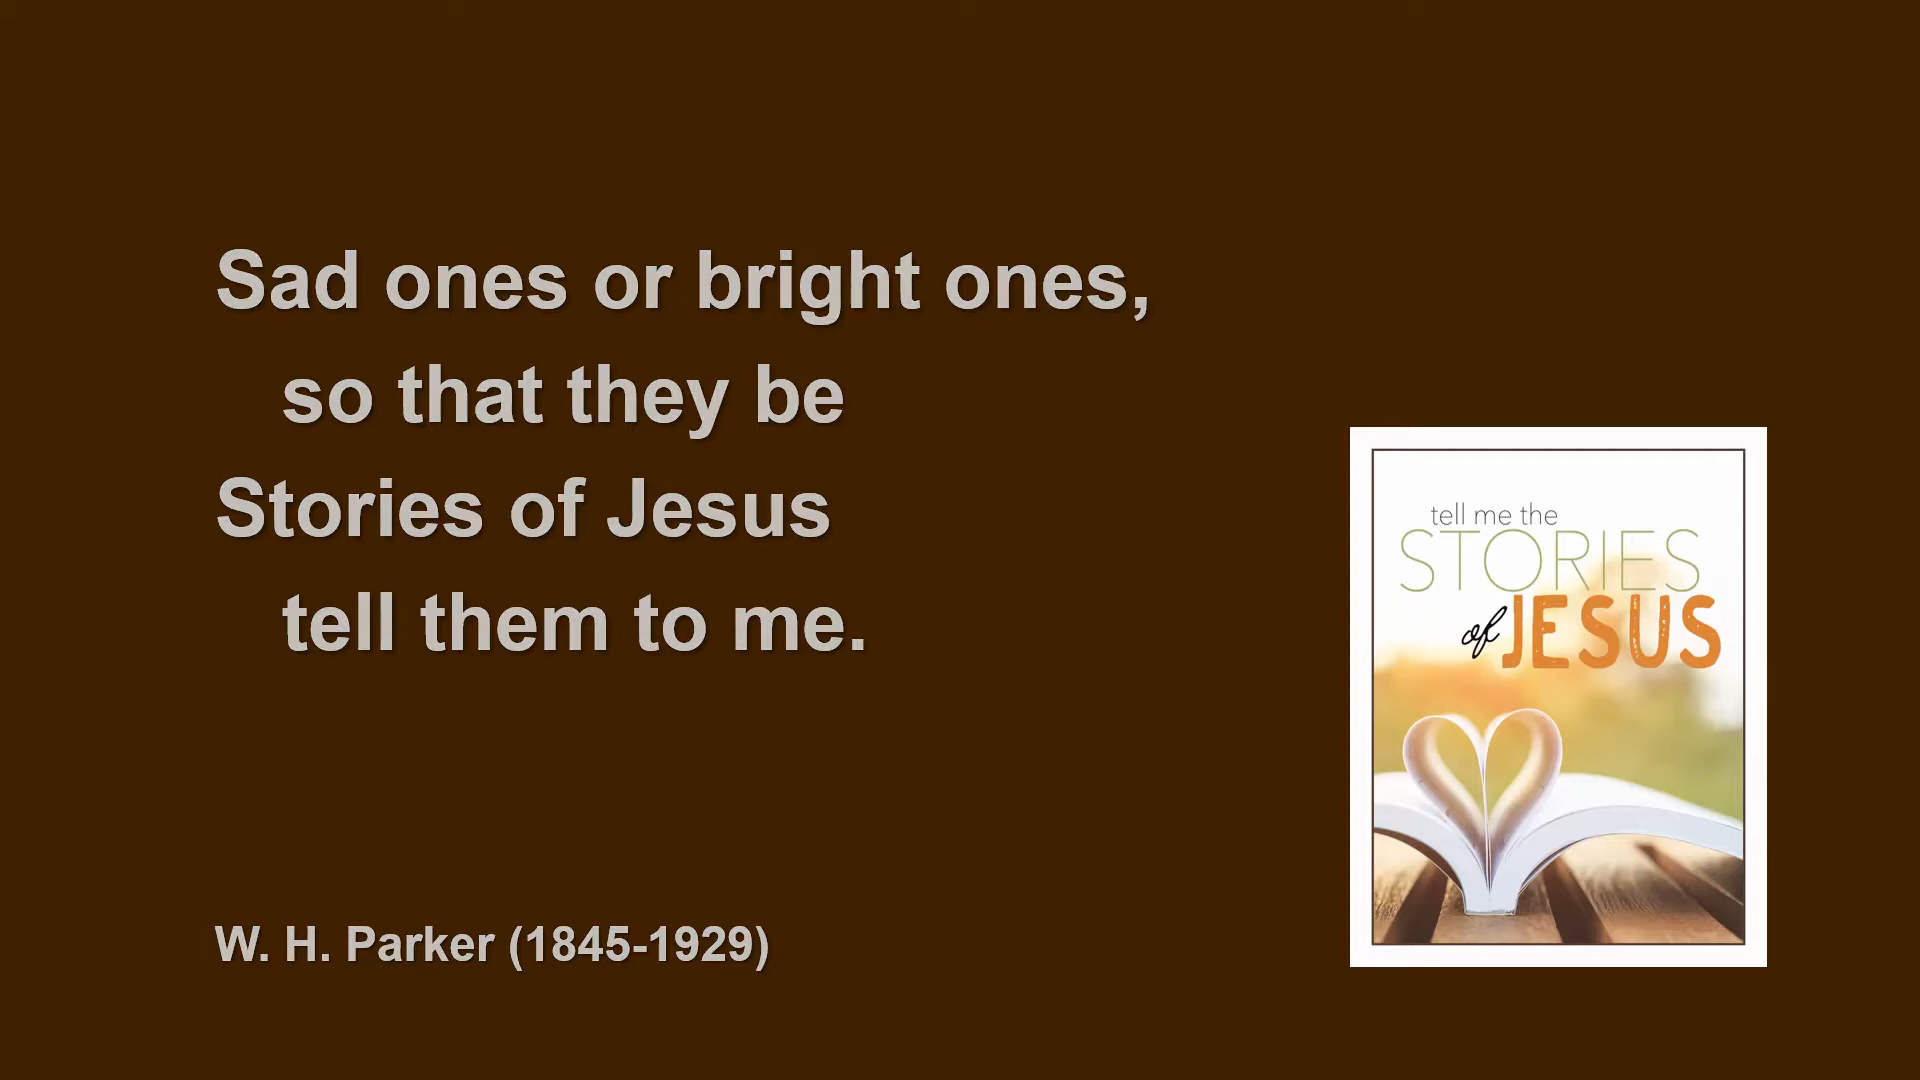 Sad ones or bright ones,
so that they be
Stories of Jesus
tell them to me.
W. H. Parker (1845-1929)
tell me the
STORIES
of JESUS